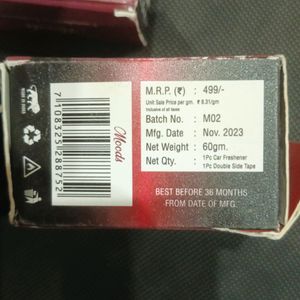 M.R.P. (₹) : 499/-
Unit Sale Price per gm. ₹ 8.31/gm
Inclusive of all taxes
Batch No. : M02
Mfg. Date : Nov. 2023
Net Weight : 60gm.
Net Qty. : 1Pc Car Freshener
1Pc Double Side Tape
BEST BEFORE 36 MONTHS
FROM DATE OF MFG.
Moods
7108325288752